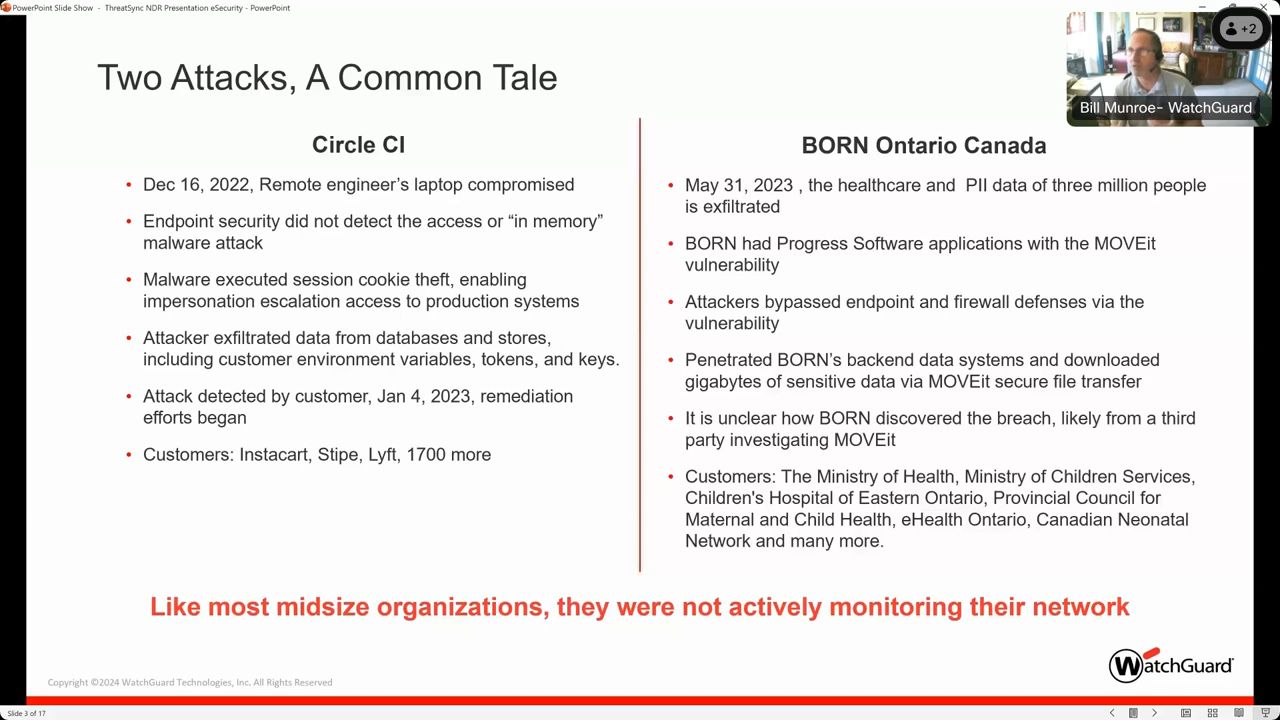 PowerPoint Slide Show - ThreatSync NDR Presentation eSecurity - PowerPoint
+2
Bill Munroe- WatchGuard
Two Attacks, A Common Tale
Circle CI
• Dec 16, 2022, Remote engineer’s laptop compromised
• Endpoint security did not detect the access or “in memory”
malware attack
• Malware executed session cookie theft, enabling
impersonation escalation access to production systems
• Attacker exfiltrated data from databases and stores,
including customer environment variables, tokens, and keys.
• Attack detected by customer, Jan 4, 2023, remediation
efforts began
• Customers: Instacart, Stipe, Lyft, 1700 more
BORN Ontario Canada
• May 31, 2023 , the healthcare and  PII data of three million people
is exfiltrated
• BORN had Progress Software applications with the MOVEit
vulnerability
• Attackers bypassed endpoint and firewall defenses via the
vulnerability
• Penetrated BORN’s backend data systems and downloaded
gigabytes of sensitive data via MOVEit secure file transfer
• It is unclear how BORN discovered the breach, likely from a third
party investigating MOVEit
• Customers: The Ministry of Health, Ministry of Children Services,
Children's Hospital of Eastern Ontario, Provincial Council for
Maternal and Child Health, eHealth Ontario, Canadian Neonatal
Network and many more.
Like most midsize organizations, they were not actively monitoring their network
WatchGuard
Copyright ©2024 WatchGuard Technologies, Inc. All Rights Reserved
Slide 3 of 17